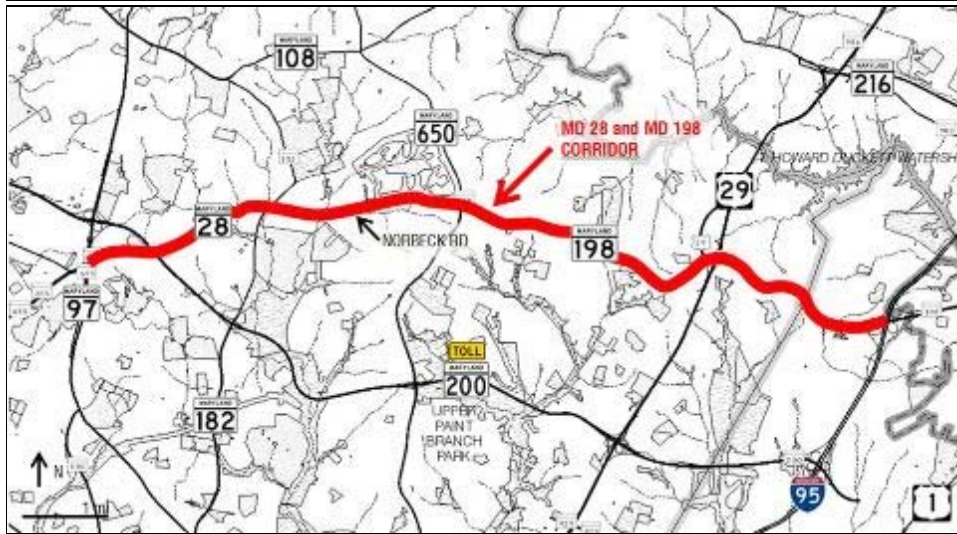 MARYLAND
108
MARYLAND
216
MARYLAND
650
MD 28 and MD 198
CORRIDOR
T HOWARD DUCKETT WATERSH
29
MARYLAND
28
NORBECK RD
MARYLAND
198
MARYLAND
97
TOLL
MARYLAND
200
MARYLAND
182
UPPER
PAINT
BRANCH
PARK
N
1 mi
95
1